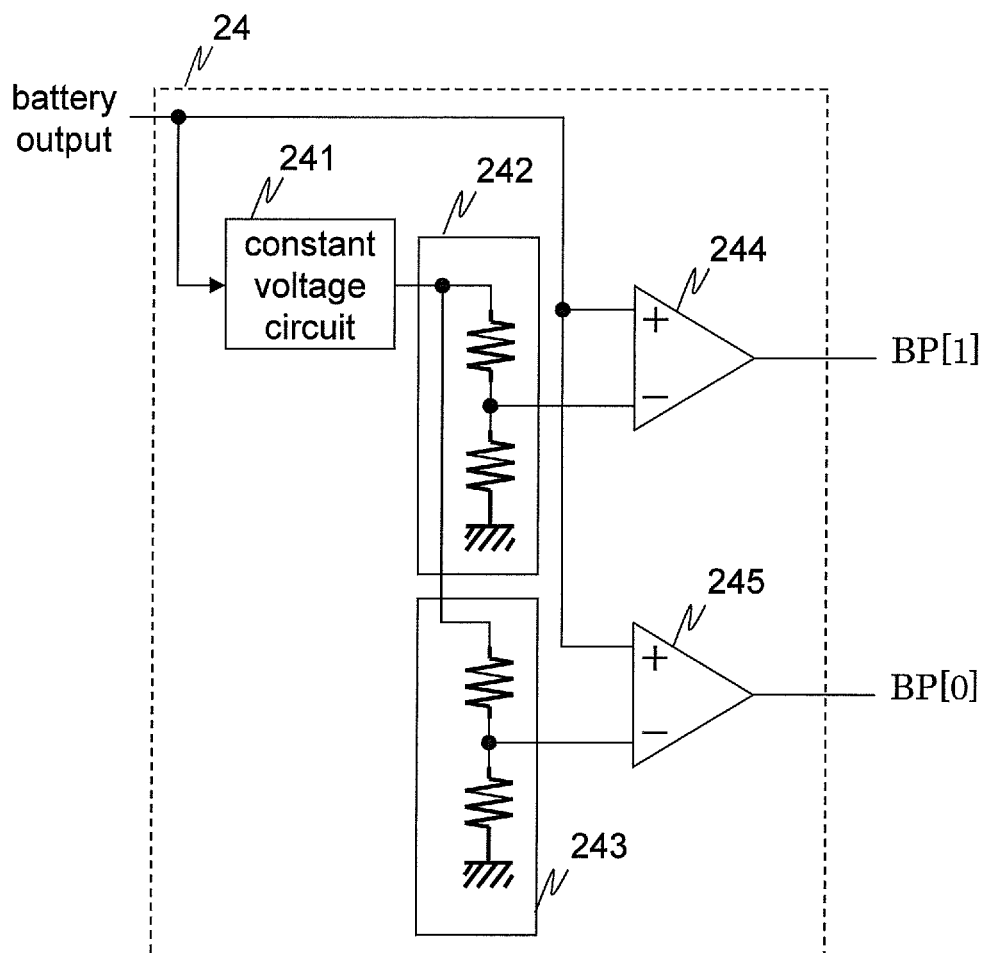 24
battery
output
241
242
constant
voltage
circuit
244
+
−
BP[1]
245
+
−
BP[0]
243